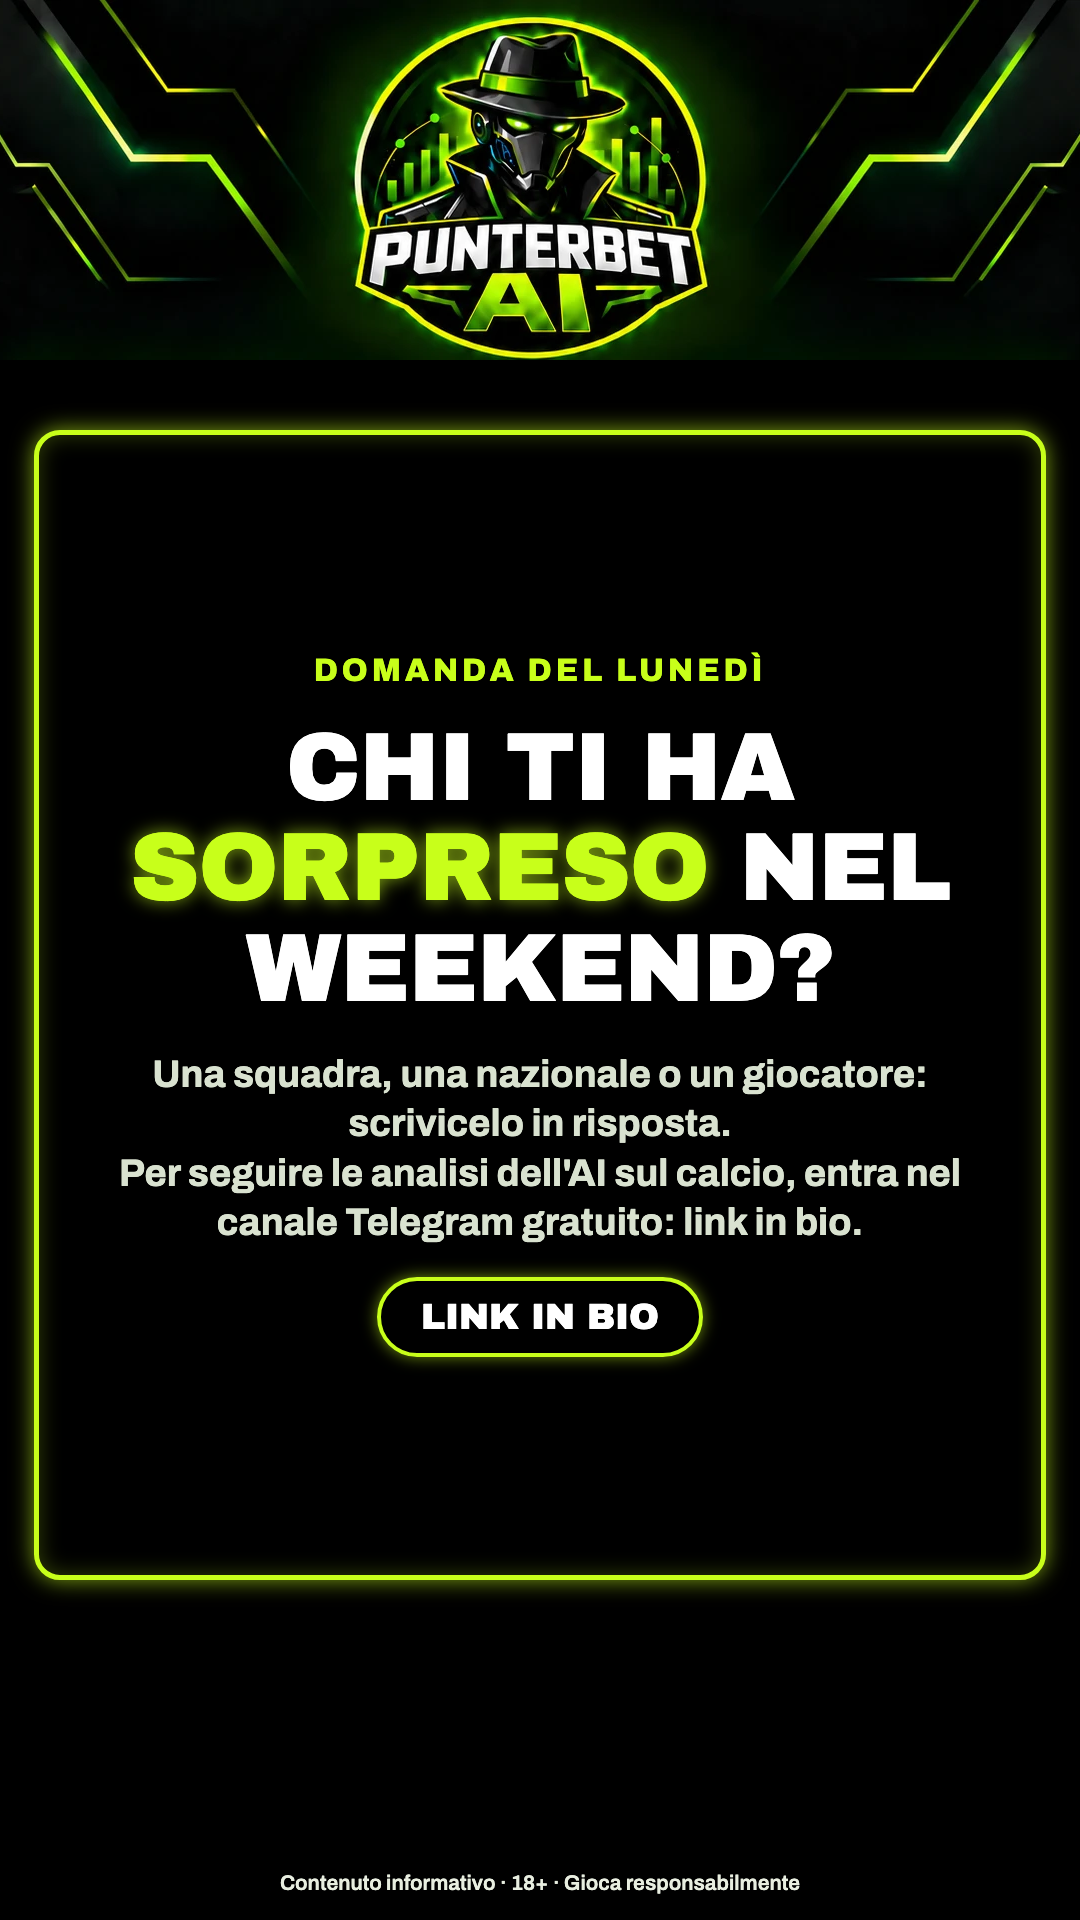 PUNTERBET
AI
DOMANDA DEL LUNEDÌ
CHI TI HA
SORPRESO NEL
WEEKEND?
Una squadra, una nazionale o un giocatore:
scrivicelo in risposta.
Per seguire le analisi dell'AI sul calcio, entra nel
canale Telegram gratuito: link in bio.
LINK IN BIO
Contenuto informativo · 18+ · Gioca responsabilmente